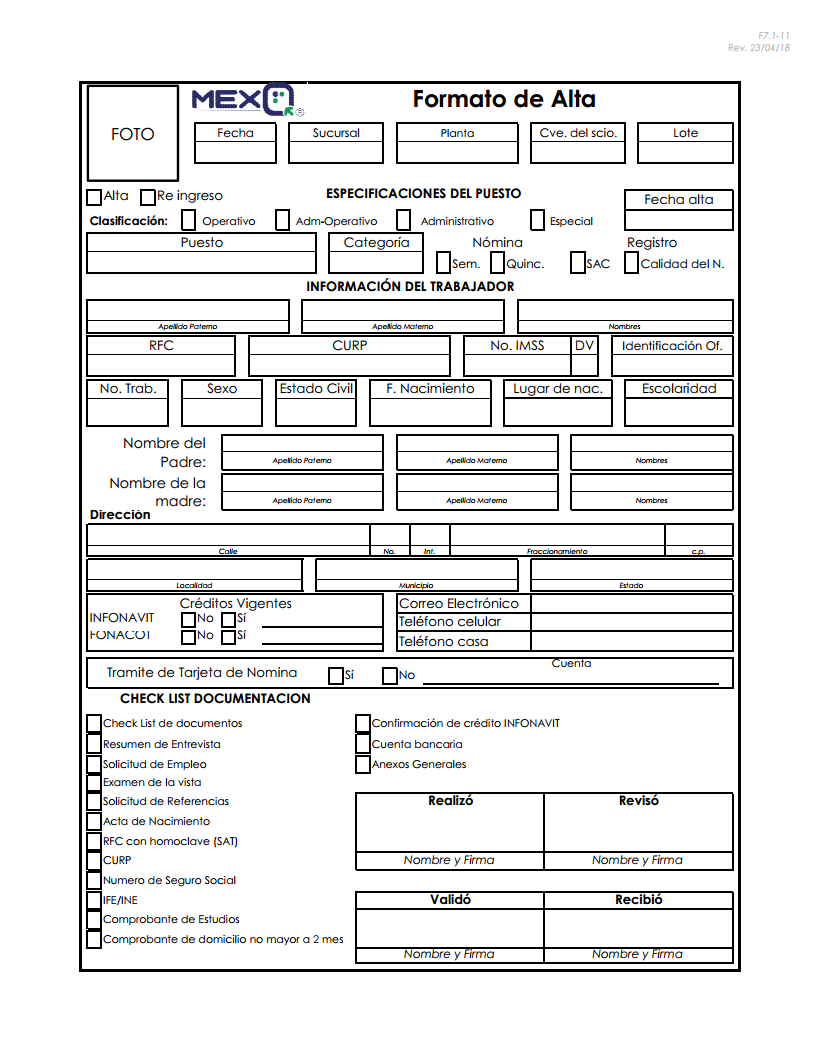 F7.1-11
Rev. 23/04/18
FOTO
MEXQ ®
Formato de Alta
Fecha Sucursal Planta Cve. del scio. Lote
Alta Re ingreso ESPECIFICACIONES DEL PUESTO Fecha alta
Clasificación: Operativo Adm-Operativo Administrativo Especial
Puesto Categoría Nómina Registro
Sem. Quinc. SAC Calidad del N.
INFORMACIÓN DEL TRABAJADOR
Apellido Paterno Apellido Materno Nombres
RFC CURP No. IMSS DV Identificación Of.
No. Trab. Sexo Estado Civil F. Nacimiento Lugar de nac. Escolaridad
Nombre del
Padre: Apellido Paterno Apellido Materno Nombres
Nombre de la
madre: Apellido Paterno Apellido Materno Nombres
Dirección
Calle No. Int. Fraccionamiento c.p.
Localidad Municipio Estado
Créditos Vigentes Correo Electrónico
INFONAVIT No Sí Teléfono celular
FONACOT No Sí Teléfono casa
Cuenta
Tramite de Tarjeta de Nomina Sí No
CHECK LIST DOCUMENTACION
Check List de documentos Confirmación de crédito INFONAVIT
Resumen de Entrevista Cuenta bancaria
Solicitud de Empleo Anexos Generales
Examen de la vista
Solicitud de Referencias Realizó Revisó
Acta de Nacimiento
RFC con homoclave (SAT)
CURP Nombre y Firma Nombre y Firma
Numero de Seguro Social
IFE/INE Validó Recibió
Comprobante de Estudios
Comprobante de domicilio no mayor a 2 mes
Nombre y Firma Nombre y Firma